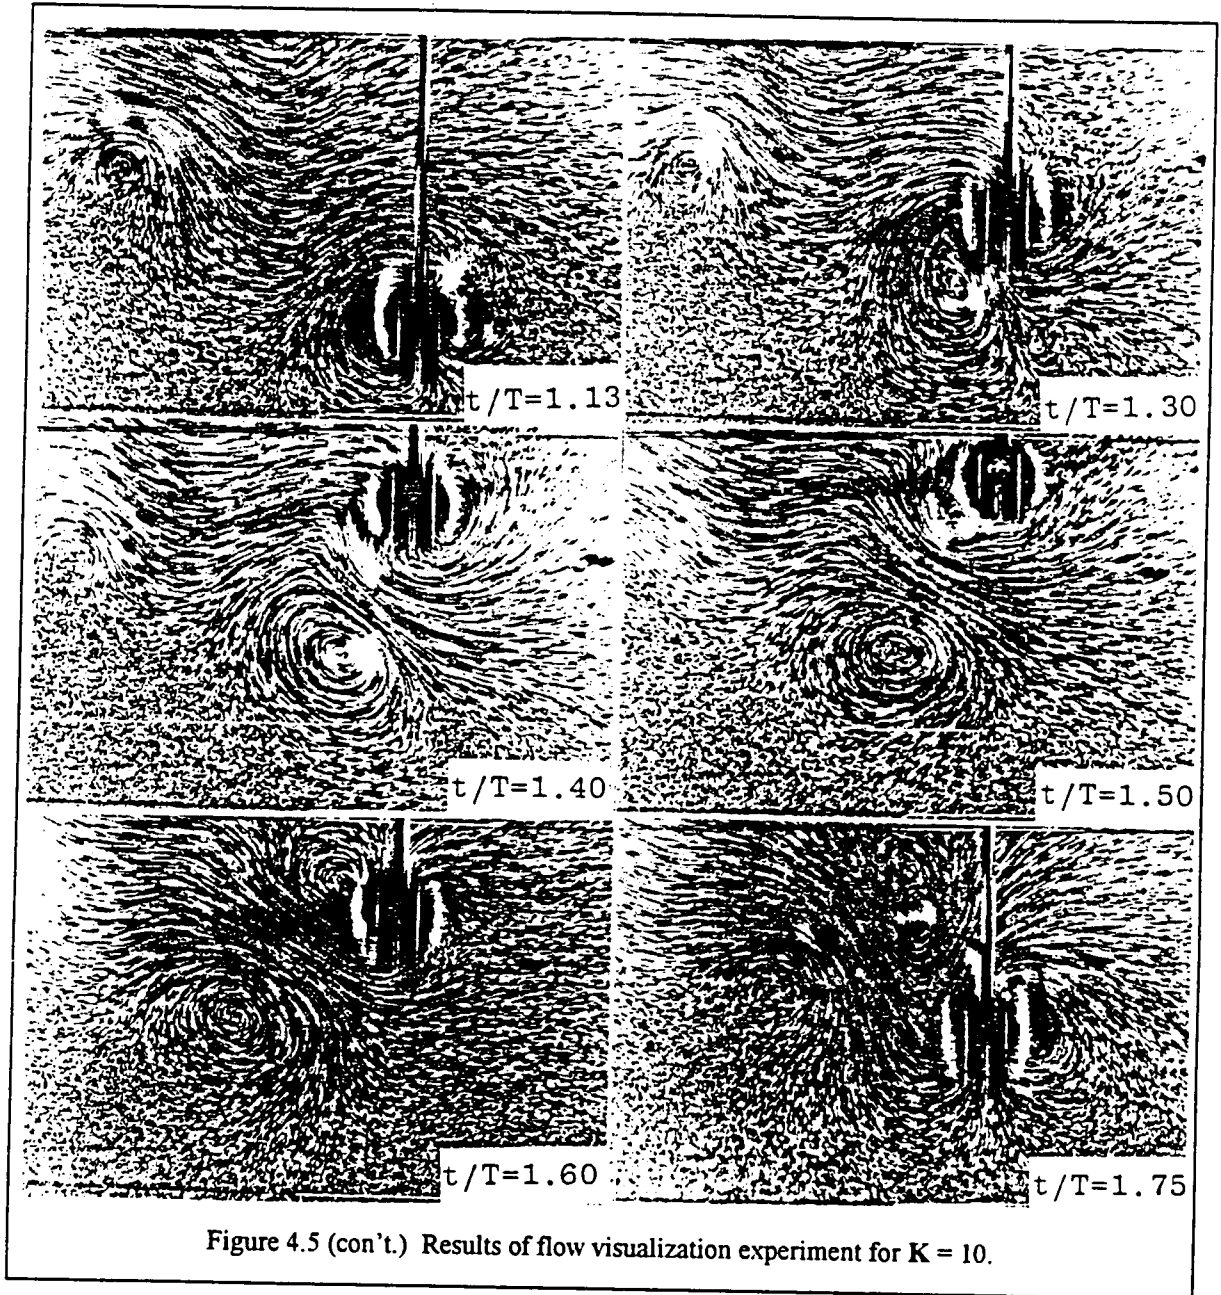 t/T=1.13
t/T=1.30
t/T=1.40
t/T=1.50
t/T=1.60
t/T=1.75
Figure 4.5 (con't.) Results of flow visualization experiment for K = 10.